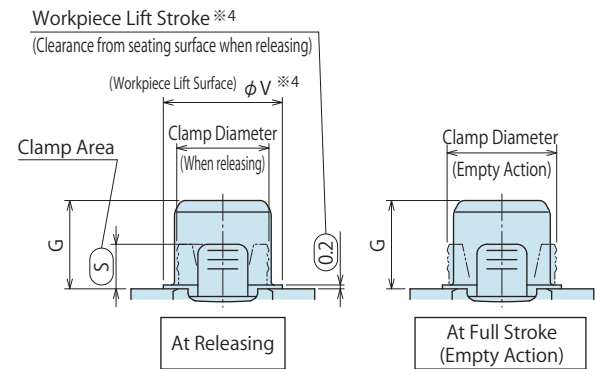 Workpiece Lift Stroke ※4
(Clearance from seating surface when releasing)
(Workpiece Lift Surface) φV ※4
Clamp Area
Clamp Diameter
(When releasing)
G
S
0.2
At Releasing
Clamp Diameter
(Empty Action)
G
At Full Stroke
(Empty Action)